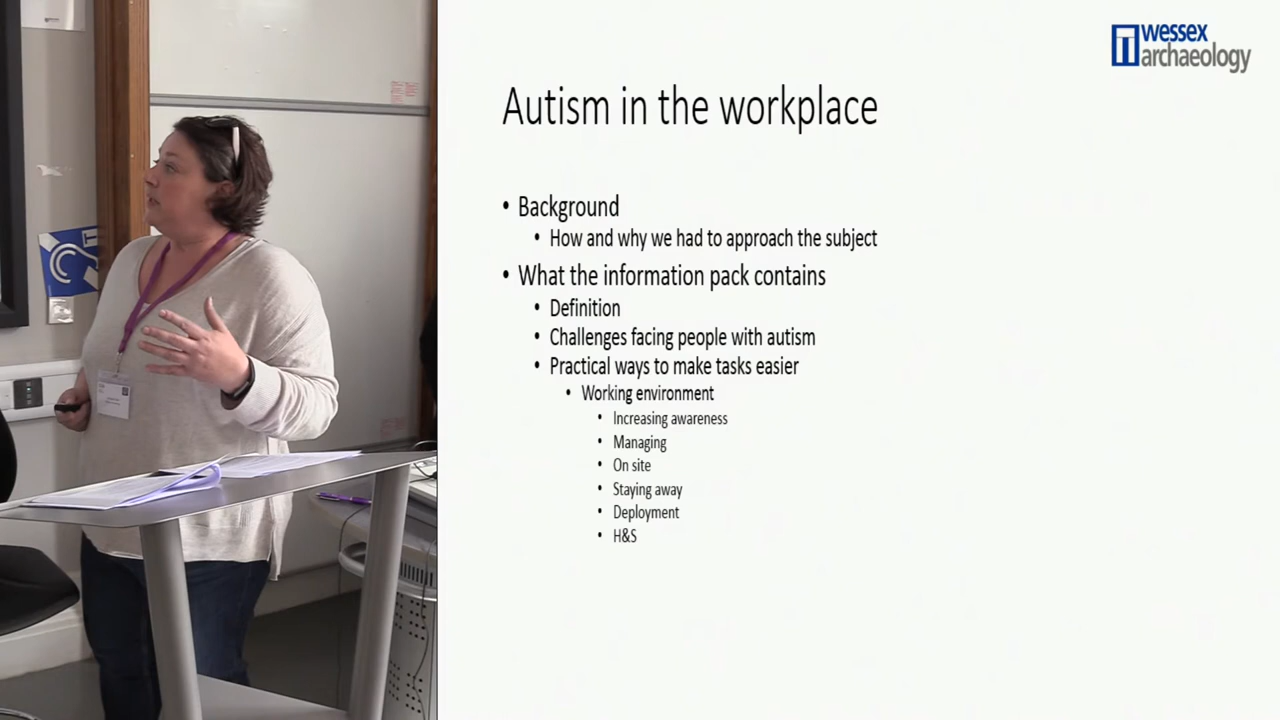 wessex
archaeology
Autism in the workplace
• Background
• How and why we had to approach the subject
• What the information pack contains
• Definition
• Challenges facing people with autism
• Practical ways to make tasks easier
• Working environment
• Increasing awareness
• Managing
• On site
• Staying away
• Deployment
• H&S